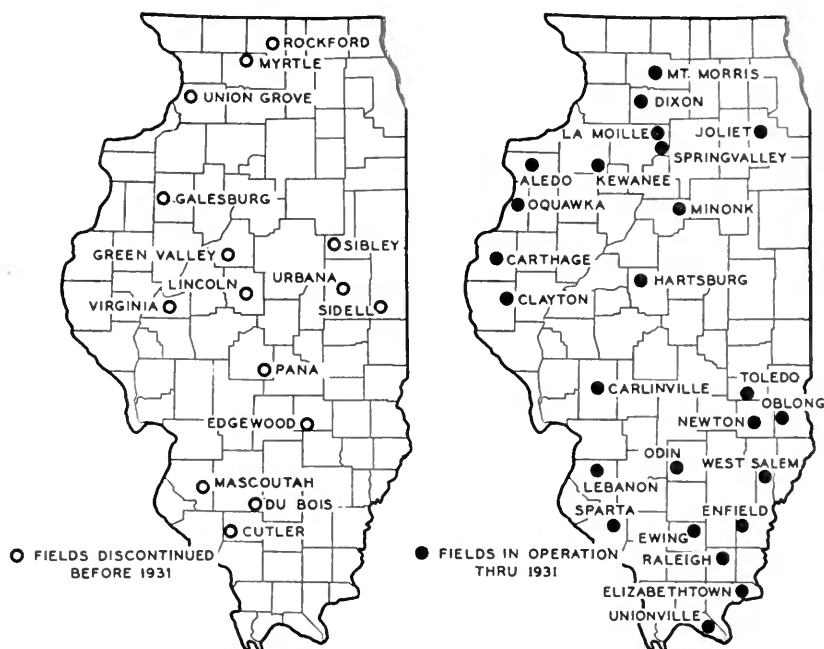 ROCKFORD
MYRTLE
UNION GROVE
GALESBURG
GREEN VALLEY
SIBLEY
LINCOLN
URBANA
VIRGINIA
SIDELL
PANA
EDGEWOOD
MASCOUTAH
DU BOIS
CUTLER
FIELDS DISCONTINUED
BEFORE 1931
MT. MORRIS
DIXON
LA MOILLE
JOLIET
SPRINGVALLEY
ALEDO
KEWANEE
OQUAWKA
MINONK
CARTHAGE
HARTSBURG
CLAYTON
CARLINVILLE
TOLEDO
OBLONG
NEWTON
ODIN
WEST SALEM
LEBANON
SPARTA
ENFIELD
EWING
RALEIGH
FIELDS IN OPERATION
THRU 1931
ELIZABETHTOWN
UNIONVILLE